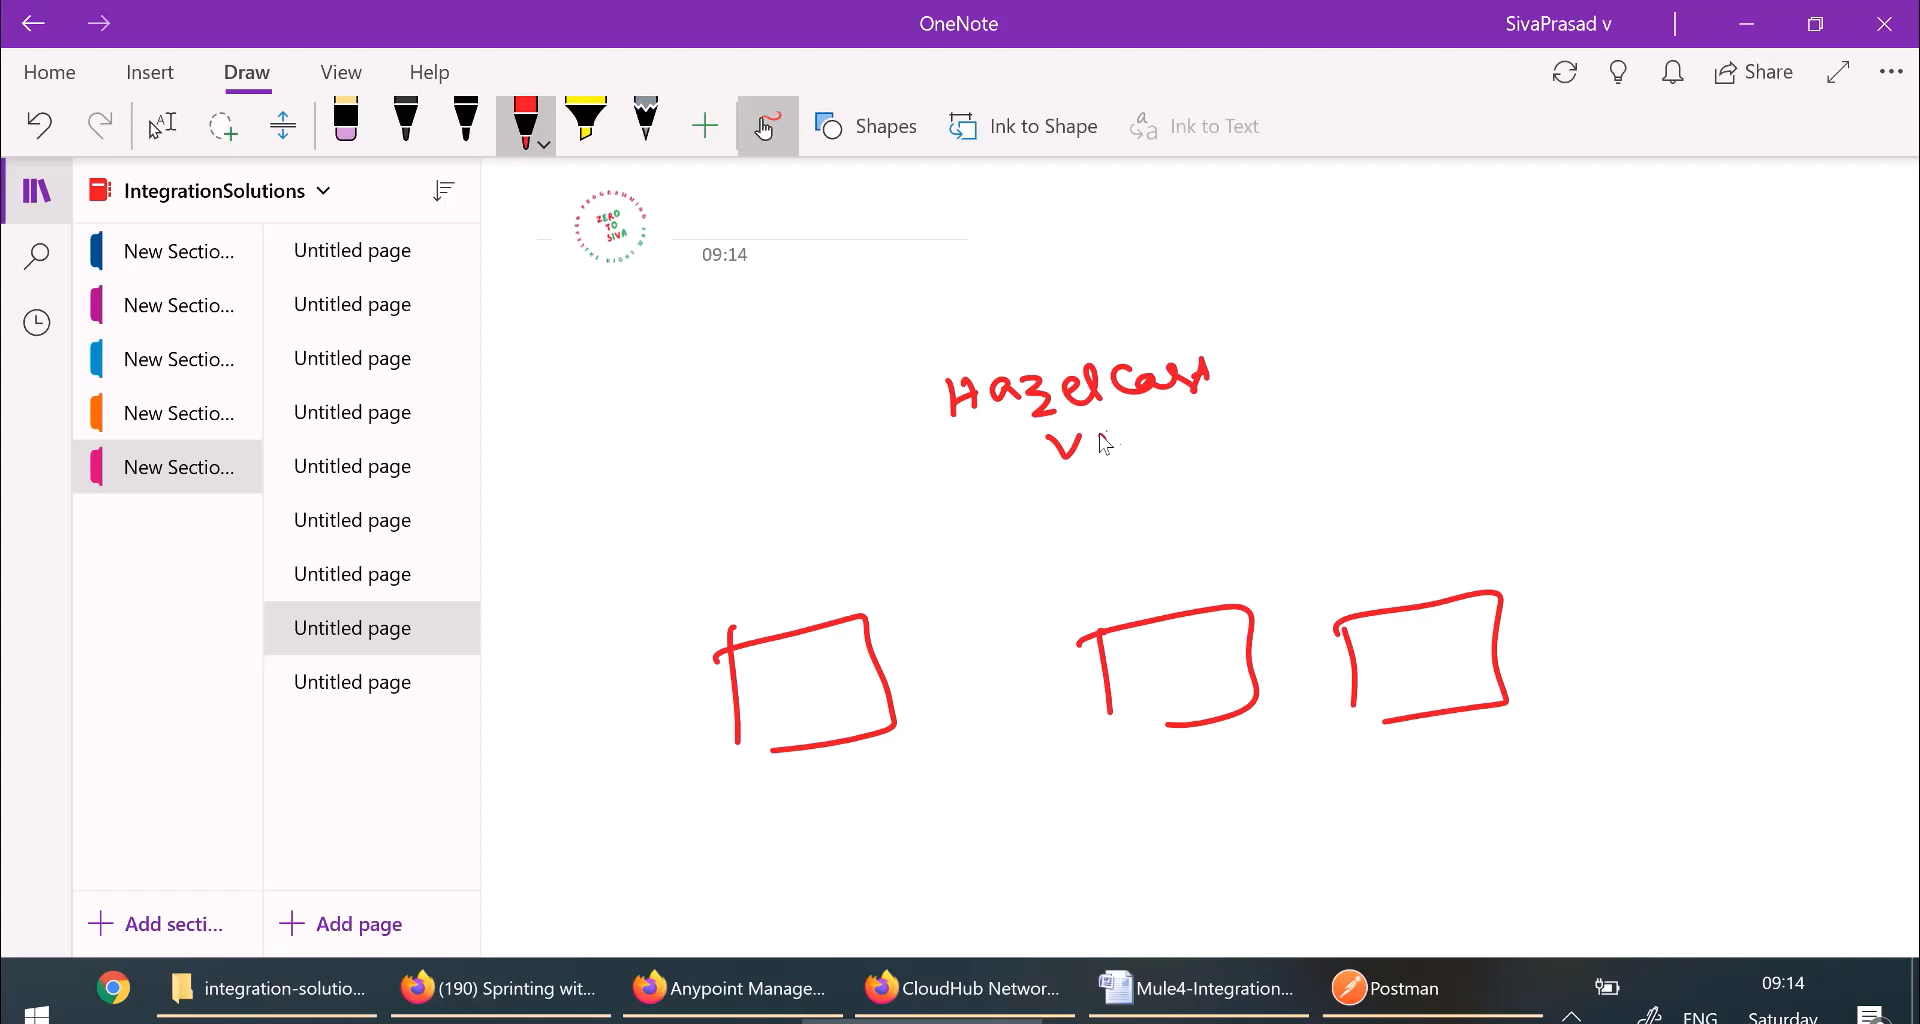 OneNote
SivaPrasad v
Home Insert Draw View Help
Share
Shapes Ink to Shape Ink to Text
IntegrationSolutions
New Sectio...
New Sectio...
New Sectio...
New Sectio...
New Sectio...
Untitled page
Untitled page
Untitled page
Untitled page
Untitled page
Untitled page
Untitled page
Untitled page
Untitled page
Add secti...
Add page
ZERO
TO
SIVA
09:14
HazelCast
V
integration-solutio...
(190) Sprinting wit...
Anypoint Manage...
CloudHub Networ...
Mule4-Integration...
Postman
09:14
ENG
Saturday